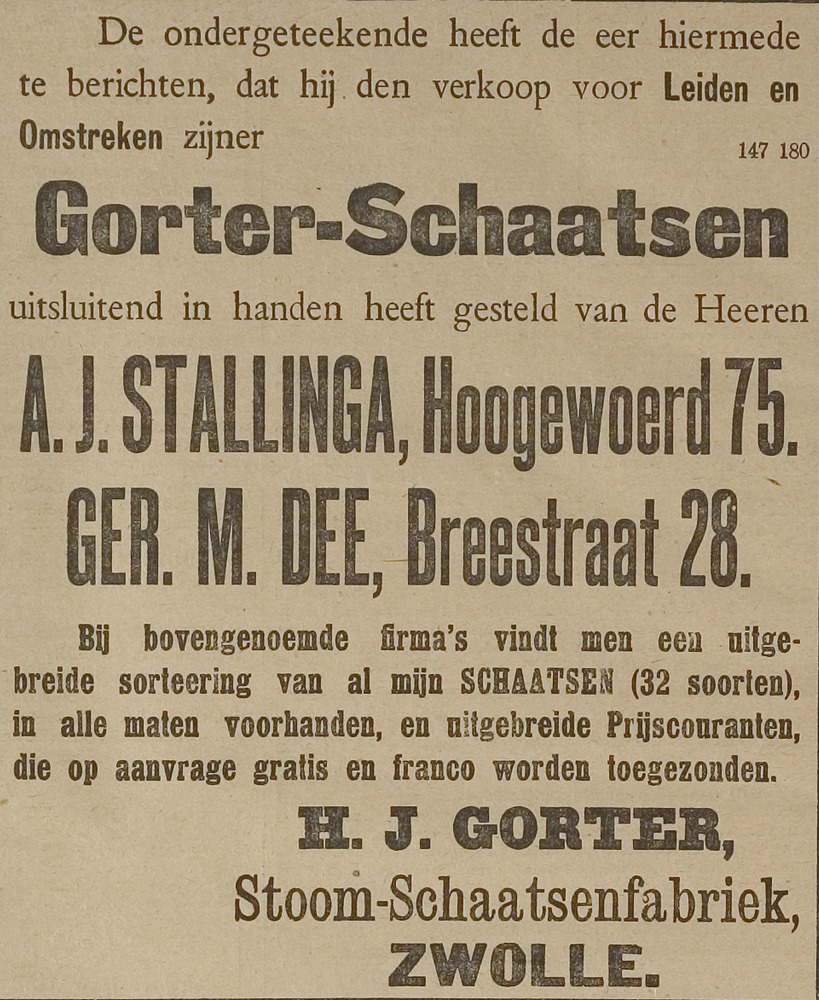 De ondergeteekende heeft de eer hiermede
te berichten, dat hij den verkoop voor Leiden en
Omstreken zijner
147 180
Gorter-Schaatsen
uitsluitend in handen heeft gesteld van de Heeren
A. J. STALLINGA, Hoogewoerd 75.
GER. M. DEE, Breestraat 28.
Bij bovengenoemde firma's vindt men een uitge-
breide sorteering van al mijn SCHAATSEN (32 soorten),
in alle maten voorhanden, en uitgebreide Prijscouranten,
die op aanvrage gratis en franco worden toegezonden.
H. J. GORTER,
Stoom-Schaatsenfabriek,
ZWOLLE.